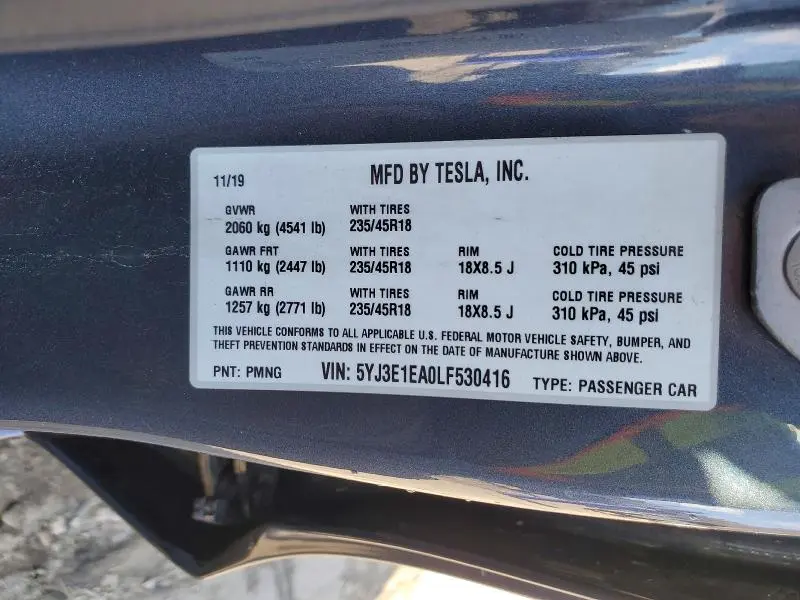 11/19 MFD BY TESLA, INC.
GVWR WITH TIRES
2060 kg (4541 lb) 235/45R18
GAWR FRT WITH TIRES RIM COLD TIRE PRESSURE
1110 kg (2447 lb) 235/45R18 18X8.5 J 310 kPa, 45 psi
GAWR RR WITH TIRES RIM COLD TIRE PRESSURE
1257 kg (2771 lb) 235/45R18 18X8.5 J 310 kPa, 45 psi
THIS VEHICLE CONFORMS TO ALL APPLICABLE U.S. FEDERAL MOTOR VEHICLE SAFETY, BUMPER, AND
THEFT PREVENTION STANDARDS IN EFFECT ON THE DATE OF MANUFACTURE SHOWN ABOVE.
PNT: PMNG VIN: 5YJ3E1EA0LF530416 TYPE: PASSENGER CAR